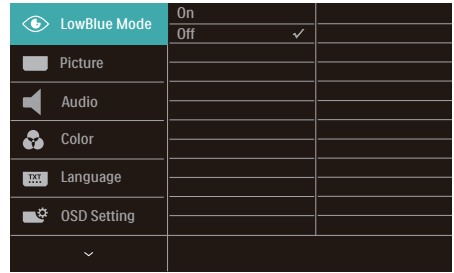 LowBlue Mode
On
Off
Picture
Audio
Color
TXT
Language
OSD Setting